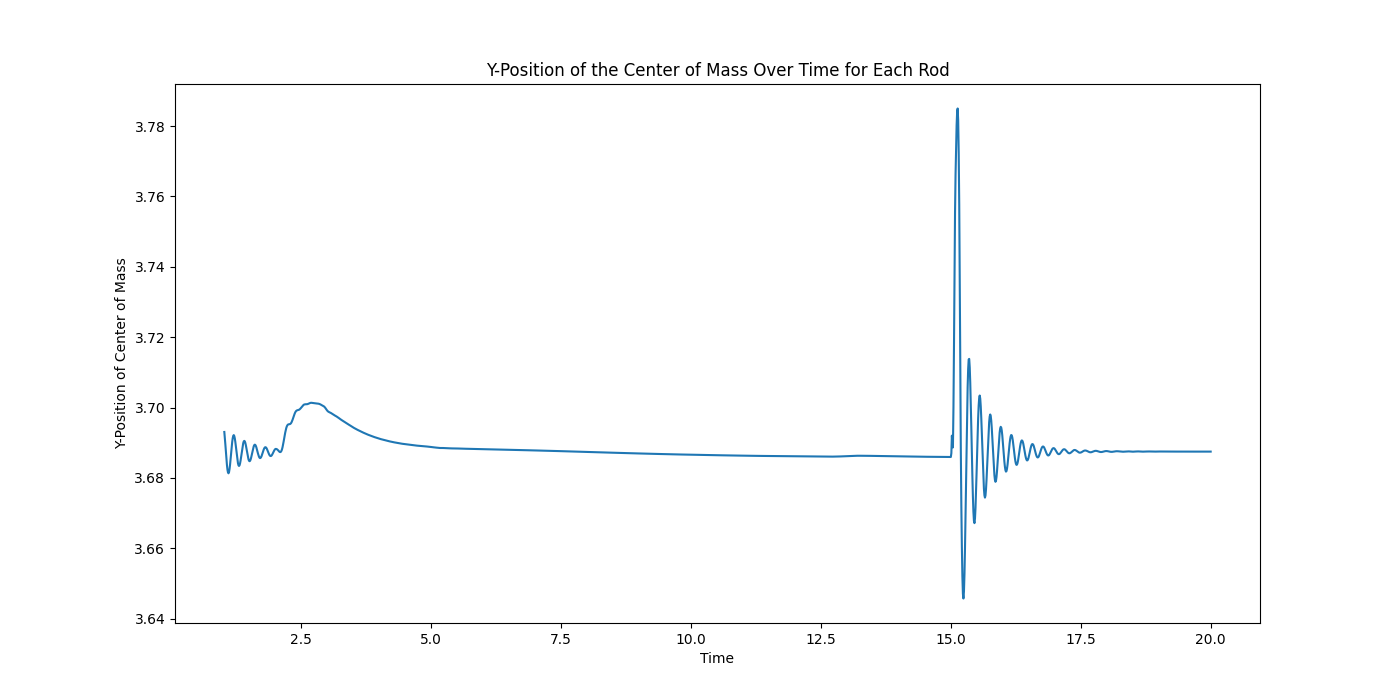 Y-Position of the Center of Mass Over Time for Each Rod
Y-Position of Center of Mass
3.78
3.76
3.74
3.72
3.70
3.68
3.66
3.64
2.5 5.0 7.5 10.0 12.5 15.0 17.5 20.0
Time